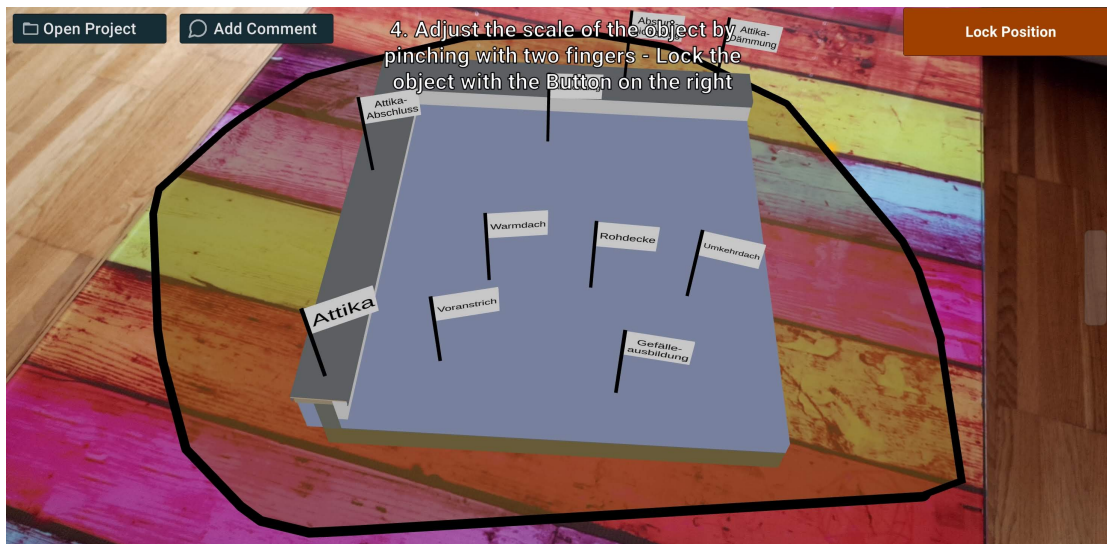 Open Project
Add Comment
4. Adjust the scale of the object by
pinching with two fingers - Lock the
object with the Button on the right
Lock Position
Attika-
Dämmung
Attika-
Abschluss
Warmdach
Rohdecke
Umkehrdach
Attika
Voranstrich
Gefälle-
ausbildung